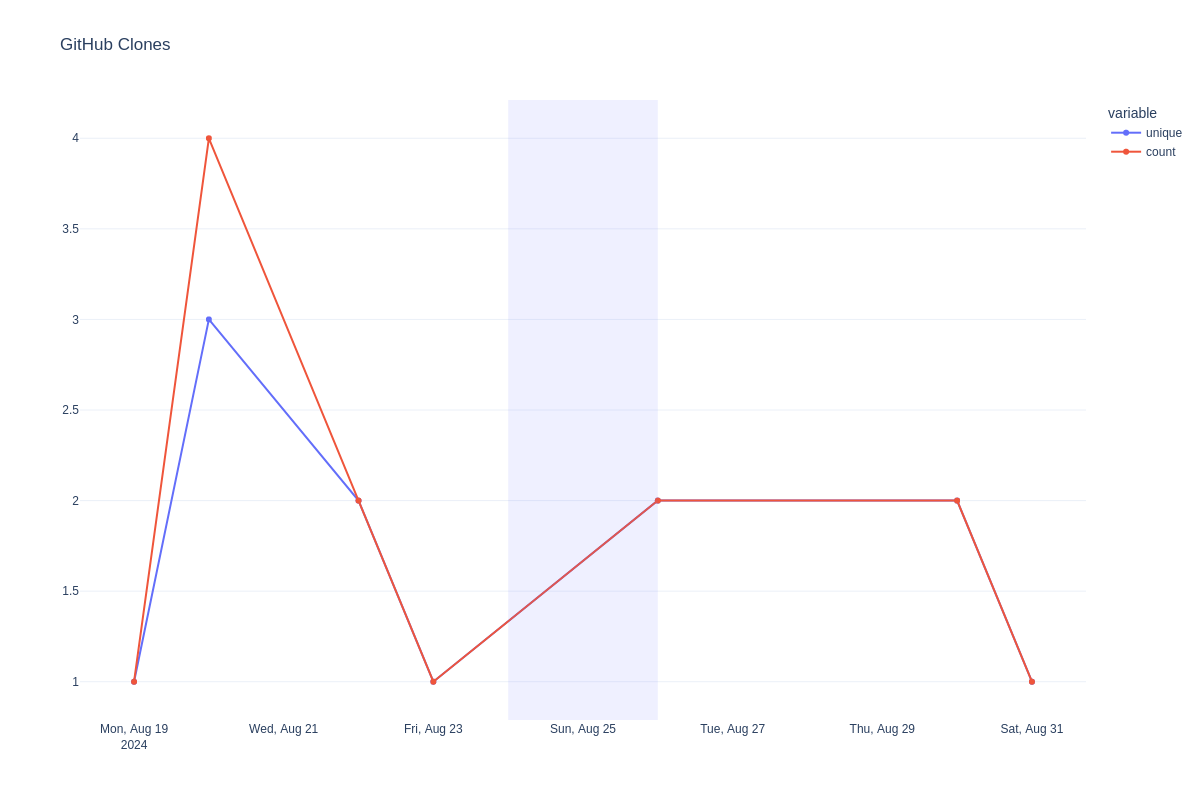 GitHub Clones
variable
unique
count
4
3.5
3
2.5
2
1.5
1
Mon, Aug 19
2024
Wed, Aug 21
Fri, Aug 23
Sun, Aug 25
Tue, Aug 27
Thu, Aug 29
Sat, Aug 31